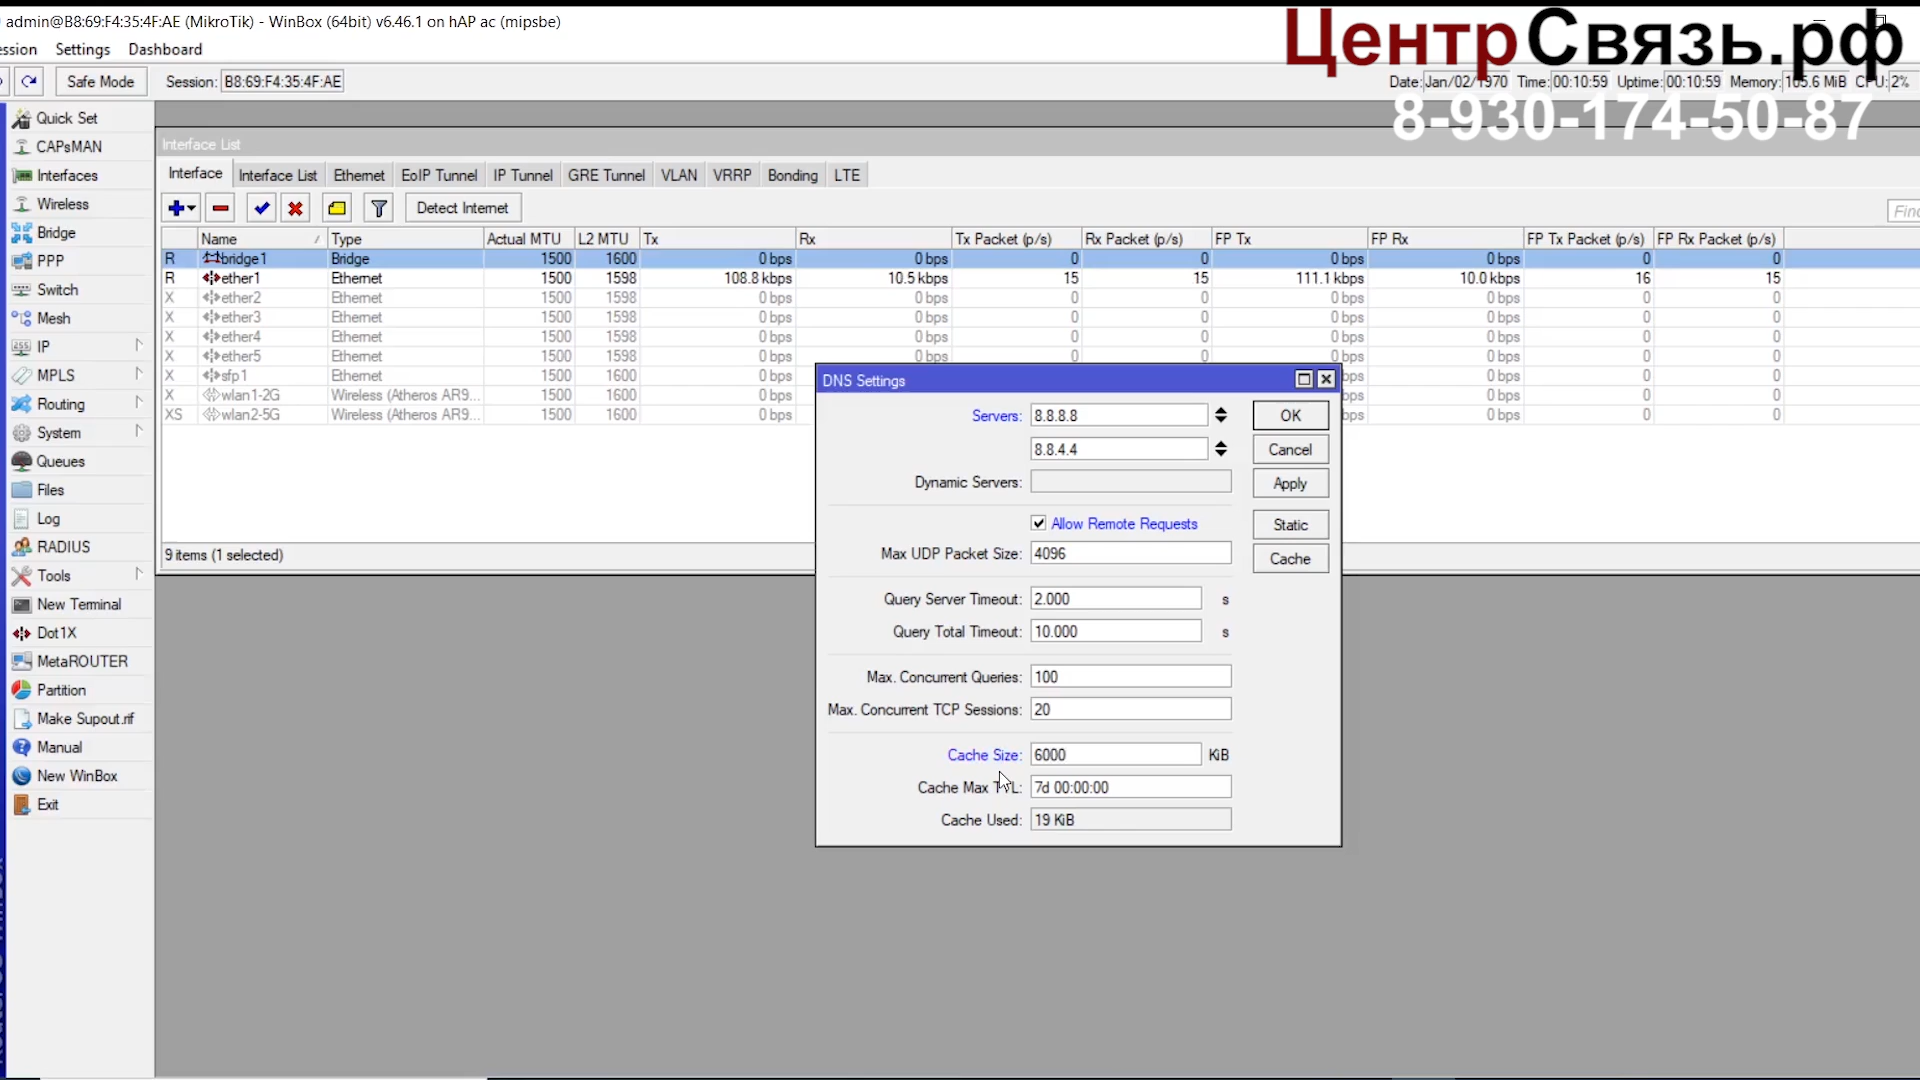 admin@B8:69:F4:35:4F:AE (MikroTik) - WinBox (64bit) v6.46.1 on hAP ac (mipsbe)
ЦентрСвязь.рф
8-930-174-50-87
ession Settings Dashboard
Safe Mode Session: B8:69:F4:35:4F:AE Date: Jan/02/1970 Time: 00:10:59 Uptime: 00:10:59 Memory: 105.6 MiB CPU: 2%
Quick Set
CAPsMAN
Interfaces
Wireless
Bridge
PPP
Switch
Mesh
IP
MPLS
Routing
System
Queues
Files
Log
RADIUS
Tools
New Terminal
Dot1X
MetaROUTER
Partition
Make Supout.rif
Manual
New WinBox
Exit
Interface List
Interface Interface List Ethernet EoIP Tunnel IP Tunnel GRE Tunnel VLAN VRRP Bonding LTE
Detect Internet Find
Name / Type Actual MTU L2 MTU Tx Rx Tx Packet (p/s) Rx Packet (p/s) FP Tx FP Rx FP Tx Packet (p/s) FP Rx Packet (p/s)
R bridge1 Bridge 1500 1600 0 bps 0 bps 0 0 0 bps 0 bps 0 0
R ether1 Ethernet 1500 1598 108.8 kbps 10.5 kbps 15 15 111.1 kbps 10.0 kbps 16 15
X ether2 Ethernet 1500 1598 0 bps 0 bps 0 0 0 bps 0 bps 0 0
X ether3 Ethernet 1500 1598 0 bps 0 bps 0 0 0 bps 0 bps 0 0
X ether4 Ethernet 1500 1598 0 bps 0 bps 0 0 0 bps 0 bps 0 0
X ether5 Ethernet 1500 1598 0 bps 0 bps 0 0 0 bps 0 bps 0 0
X sfp1 Ethernet 1500 1600 0 bps bps 0 bps 0 0
X wlan1-2G Wireless (Atheros AR9... 1500 1600 0 bps bps 0 bps 0 0
XS wlan2-5G Wireless (Atheros AR9... 1500 1600 0 bps bps 0 bps 0 0
9 items (1 selected)
DNS Settings
Servers: 8.8.8.8
8.8.4.4
Dynamic Servers:
Allow Remote Requests
Max UDP Packet Size: 4096
Query Server Timeout: 2.000 s
Query Total Timeout: 10.000 s
Max. Concurrent Queries: 100
Max. Concurrent TCP Sessions: 20
Cache Size: 6000 KiB
Cache Max TTL: 7d 00:00:00
Cache Used: 19 KiB
OK
Cancel
Apply
Static
Cache